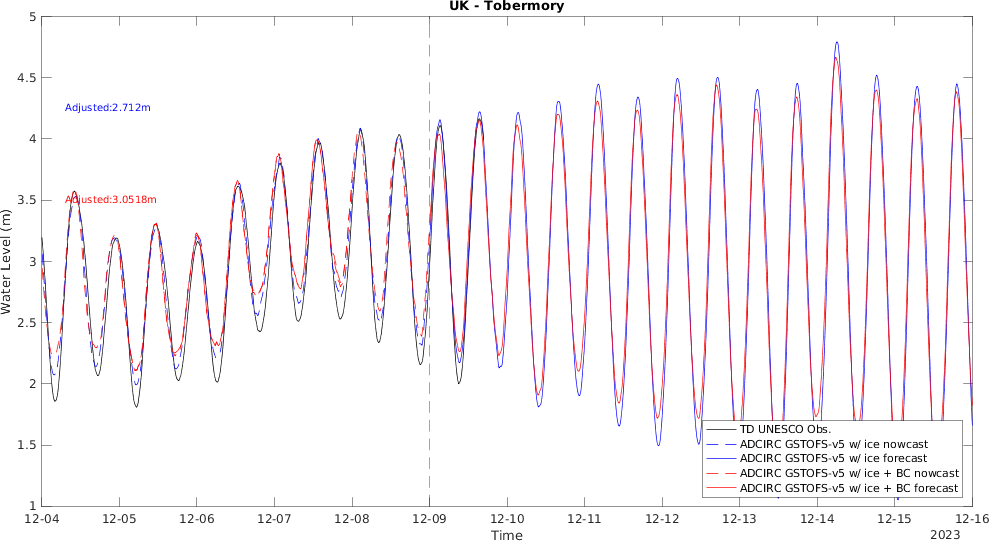 UK - Tobermory
5
4.5
4
3.5
3
2.5
2
1.5
1
Water Level (m)
Adjusted:2.712m
Adjusted:3.0518m
TD UNESCO Obs.
ADCIRC GSTOFS-v5 w/ ice nowcast
ADCIRC GSTOFS-v5 w/ ice forecast
ADCIRC GSTOFS-v5 w/ ice + BC nowcast
ADCIRC GSTOFS-v5 w/ ice + BC forecast
12-04 12-05 12-06 12-07 12-08 12-09 12-10 12-11 12-12 12-13 12-14 12-15 12-16
Time
2023